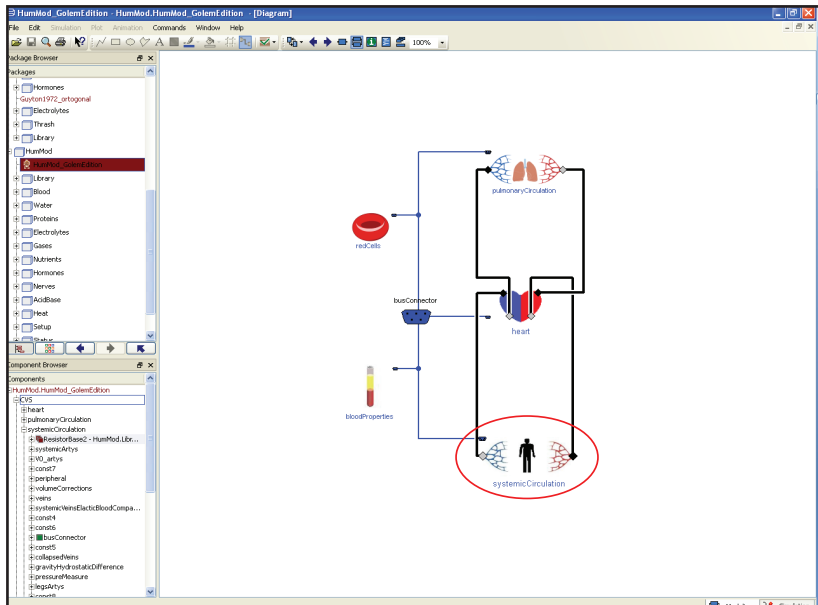 HumMod_GolemEdition - HumMod.HumMod_GolemEdition - [Diagram]
File Edit Simulation Plot Animation Commands Window Help
100%
Package Browser
Packages
Hormones
Guyton1972_ortogonal
Electrolytes
Thrash
Library
HumMod
HumMod_GolemEdition
Library
Blood
Water
Proteins
Electrolytes
Gases
Nutrients
Hormones
Nerves
AcidBase
Heat
Setup
Status
Component Browser
Components
HumMod.HumMod_GolemEdition
CVS
heart
pulmonaryCirculation
systemicCirculation
ResistorBase2 - HumMod.Libr...
systemicArtys
V0_artys
const7
peripheral
volumeCorrections
veins
systemicVeinsElacticBloodCompa...
const4
const6
busConnector
const5
collapsedVeins
gravityHydrostaticDifference
pressureMeasure
legsArtys
const8
pulmonaryCirculation
redCells
busConnector
heart
bloodProperties
systemicCirculation